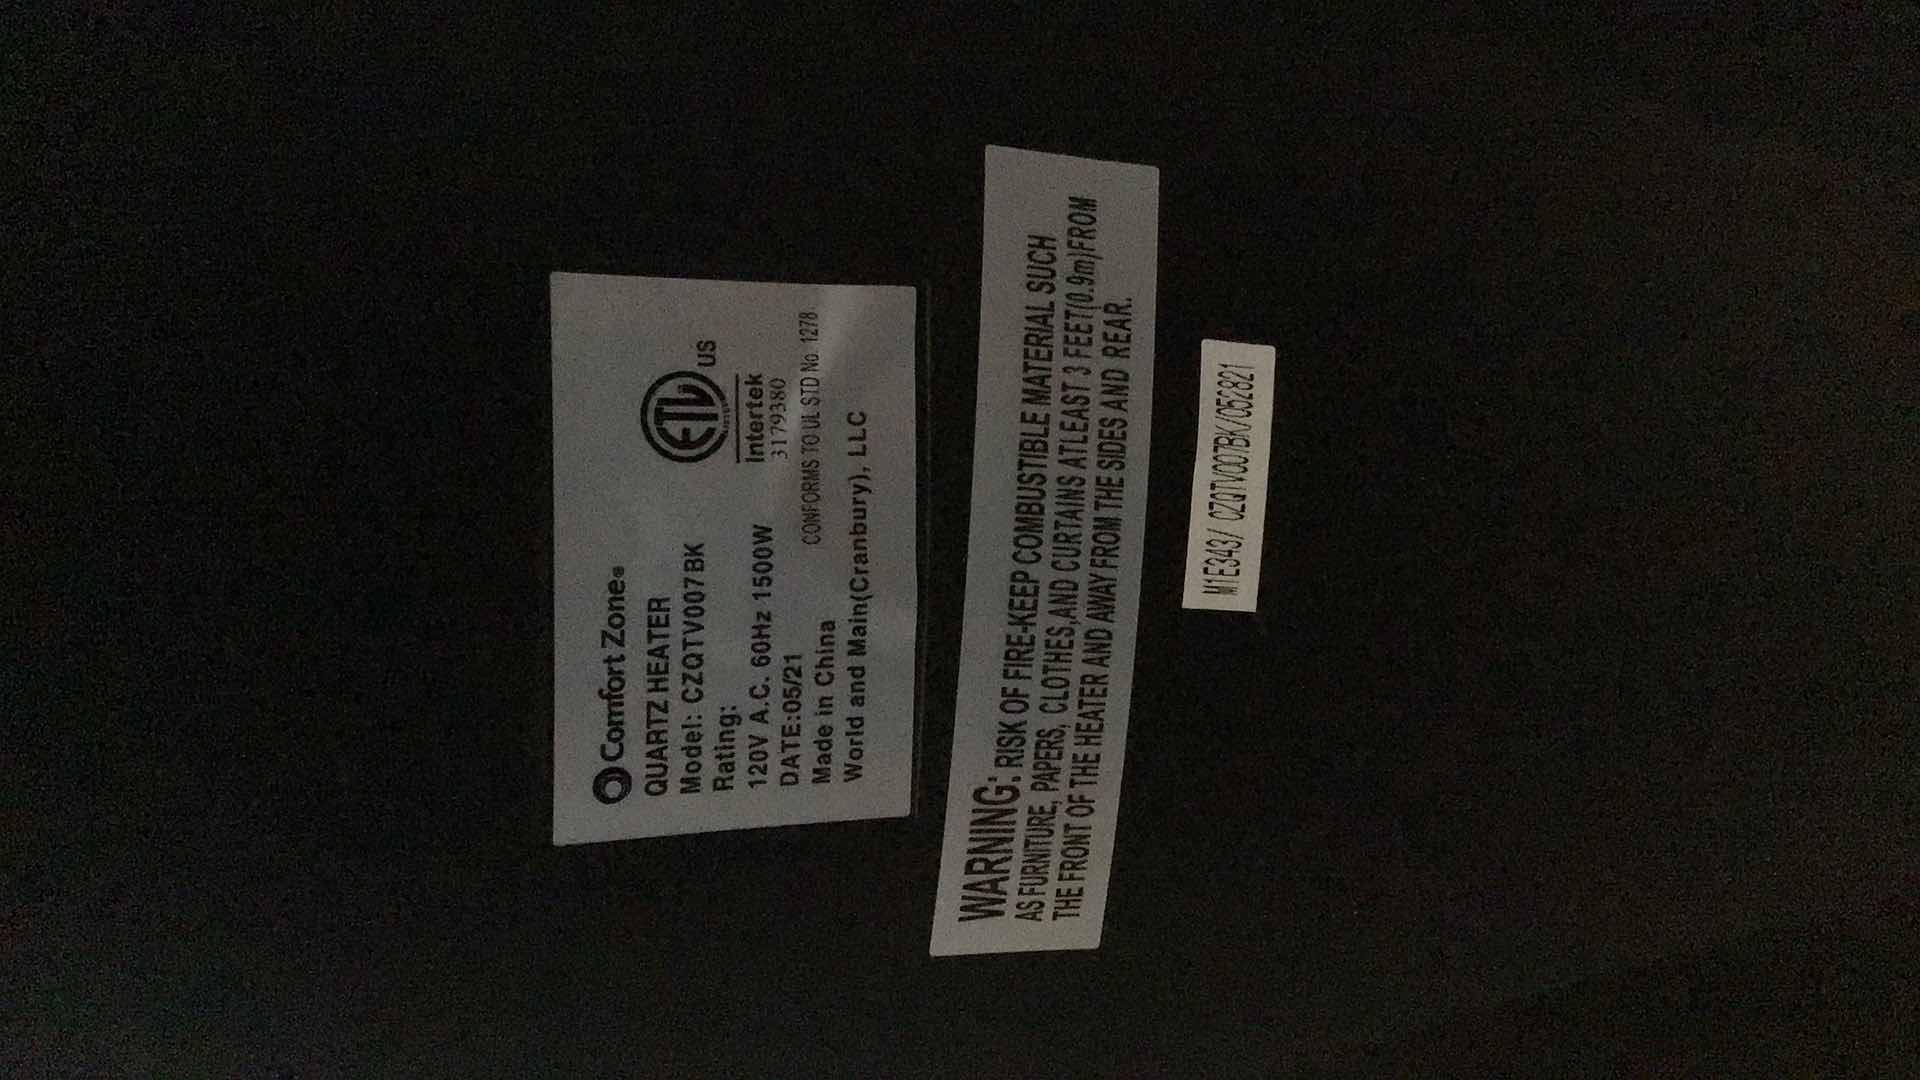 Comfort Zone®
QUARTZ HEATER
Model: CZQTV007BK
Rating:
120V A.C. 60Hz 1500W
DATE:05/21
Made in China
World and Main(Cranbury), LLC
ETL
US
Intertek
3179380
CONFORMS TO UL STD No. 1278.
WARNING: RISK OF FIRE-KEEP COMBUSTIBLE MATERIAL SUCH
AS FURNITURE, PAPERS, CLOTHES,AND CURTAINS ATLEAST 3 FEET(0.9m)FROM
THE FRONT OF THE HEATER AND AWAY FROM THE SIDES AND REAR.
M1E343/ CZQTV007BK/052821